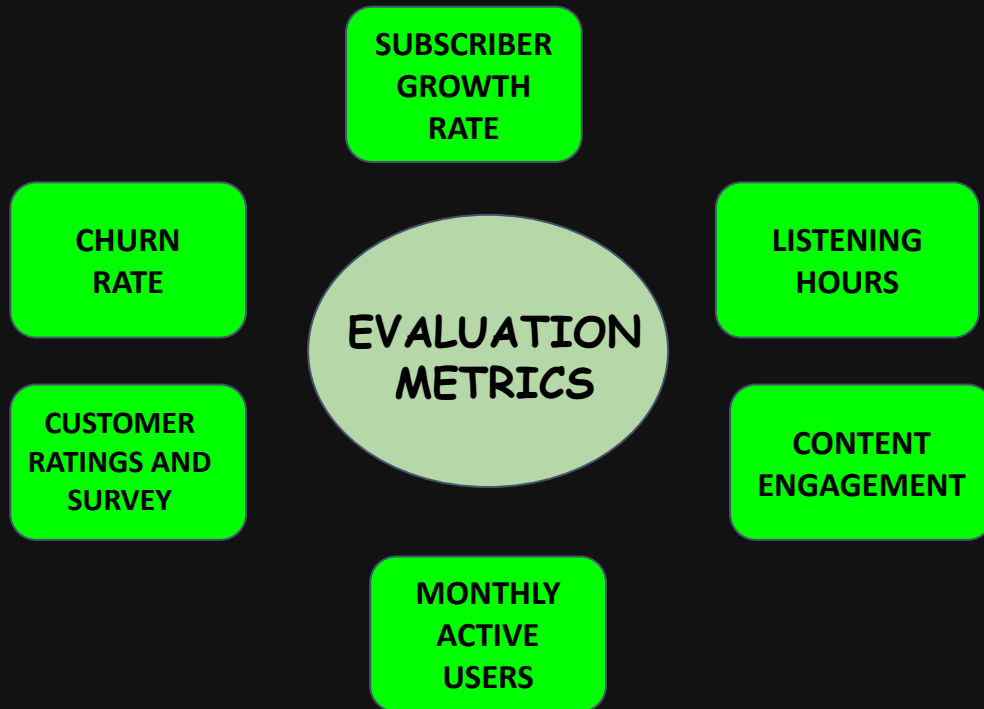 SUBSCRIBER
GROWTH
RATE
CHURN
RATE
LISTENING
HOURS
EVALUATION
METRICS
CUSTOMER
RATINGS AND
SURVEY
CONTENT
ENGAGEMENT
MONTHLY
ACTIVE
USERS